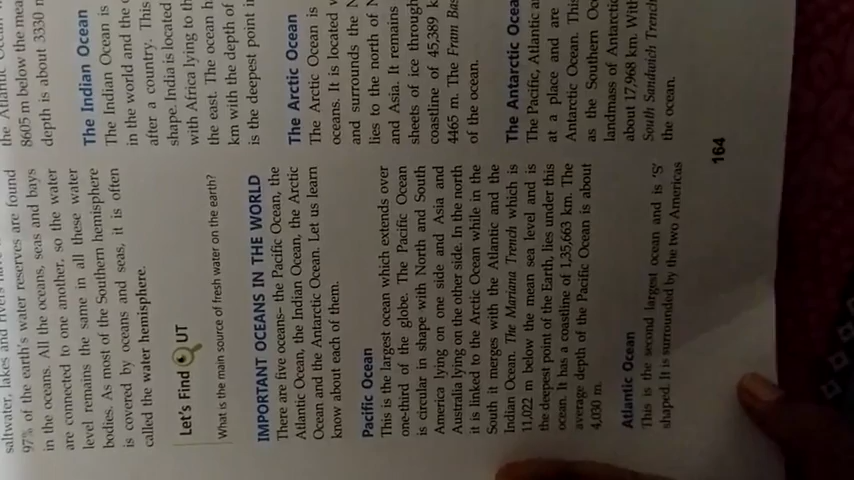 saltwater, lakes and rivers
97% of the earth's water reserves are found
in the oceans. All the oceans, seas and bays
are connected to one another, so the water
level remains the same in all these water
bodies. As most of the Southern hemisphere
is covered by oceans and seas, it is often
called the water hemisphere.
Let's Find OUT
What is the main source of fresh water on the earth?
IMPORTANT OCEANS IN THE WORLD
There are five oceans– the Pacific Ocean, the
Atlantic Ocean, the Indian Ocean, the Arctic
Ocean and the Antarctic Ocean. Let us learn
know about each of them.
Pacific Ocean
This is the largest ocean which extends over
one-third of the globe. The Pacific Ocean
is circular in shape with North and South
America lying on one side and Asia and
Australia lying on the other side. In the north
it is linked to the Arctic Ocean while in the
South it merges with the Atlantic and the
Indian Ocean. The Mariana Trench which is
11,022 m below the mean sea level and is
the deepest point of the Earth, lies under this
ocean. It has a coastline of 1,35,663 km. The
average depth of the Pacific Ocean is about
4,030 m.
Atlantic Ocean
This is the second largest ocean and is 'S'
shaped. It is surrounded by the two Americas
the Atlantic Ocean
8605 m below the mea
depth is about 3330 m
The Indian Ocean
The Indian Ocean is
in the world and the
after a country. This
shape. India is located
with Africa lying to th
the east. The ocean h
km with the depth of
is the deepest point i
The Arctic Ocean
The Arctic Ocean is
oceans. It is located
and surrounds the N
lies to the north of N
and Asia. It remains
sheets of ice through
coastline of 45,389 k
4465 m. The Fram Bas
of the ocean.
The Antarctic Ocea
The Pacific, Atlantic a
at a place and are
Antarctic Ocean. This
as the Southern Oc
landmass of Antarctic
about 17,968 km. With
South Sandwich Trench
the ocean.
164